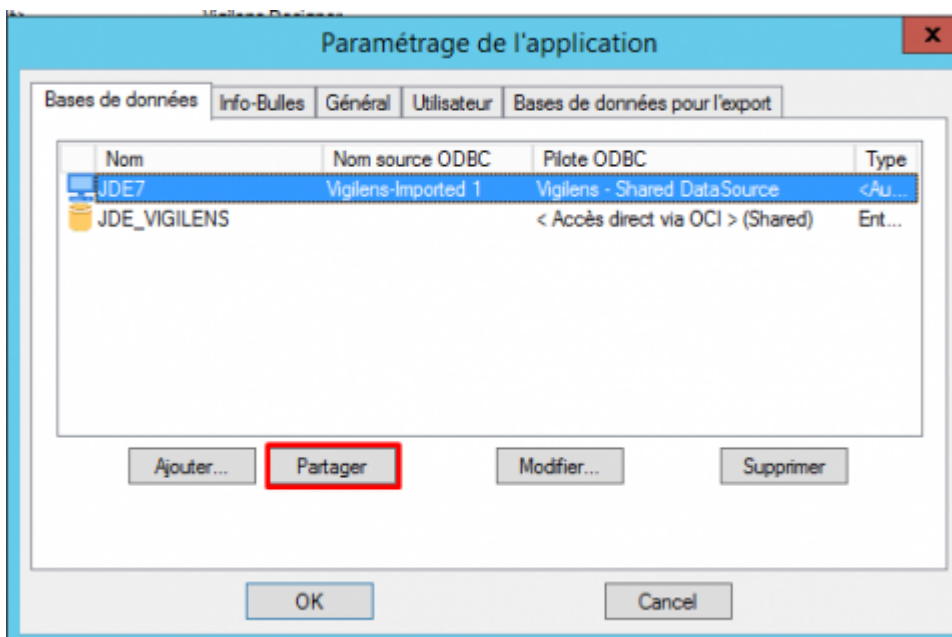 Vigilens Designer
Paramétrage de l'application
x
Bases de données Info-Bulles Général Utilisateur Bases de données pour l'export
Nom Nom source ODBC Pilote ODBC Type
JDE7 Vigilens-Imported 1 Vigilens - Shared DataSource <Au...
JDE_VIGILENS < Accès direct via OCI > (Shared) Ent...
Ajouter... Partager Modifier... Supprimer
OK Cancel